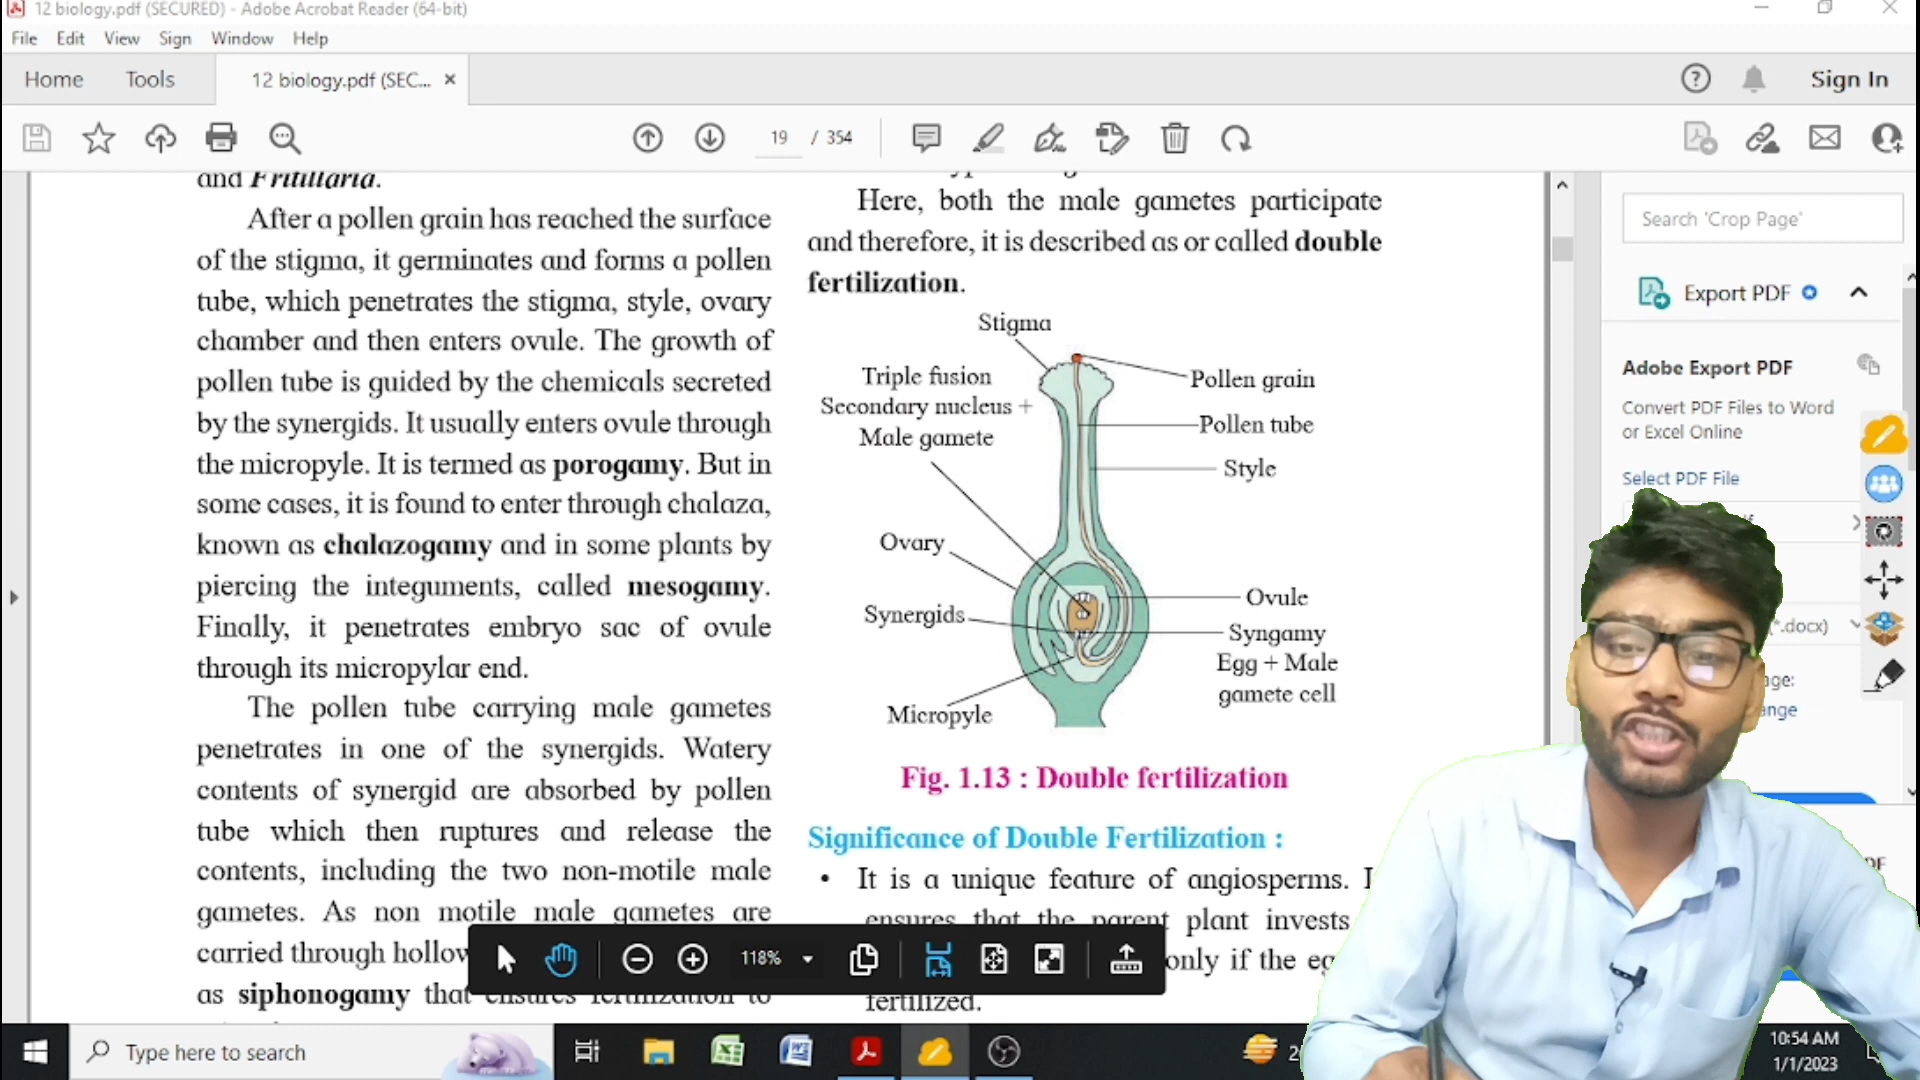 12 biology.pdf (SECURED) - Adobe Acrobat Reader (64-bit)
File Edit View Sign Window Help
Home Tools 12 biology.pdf (SEC... × Sign In
19 / 354
and Fritillaria.
After a pollen grain has reached the surface
of the stigma, it germinates and forms a pollen
tube, which penetrates the stigma, style, ovary
chamber and then enters ovule. The growth of
pollen tube is guided by the chemicals secreted
by the synergids. It usually enters ovule through
the micropyle. It is termed as porogamy. But in
some cases, it is found to enter through chalaza,
known as chalazogamy and in some plants by
piercing the integuments, called mesogamy.
Finally, it penetrates embryo sac of ovule
through its micropylar end.
The pollen tube carrying male gametes
penetrates in one of the synergids. Watery
contents of synergid are absorbed by pollen
tube which then ruptures and release the
contents, including the two non-motile male
gametes. As non motile male gametes are
carried through hollow
as siphonogamy that ensures fertilization to
Here, both the male gametes participate
and therefore, it is described as or called double
fertilization.
Stigma
Triple fusion
Secondary nucleus +
Male gamete
Pollen grain
Pollen tube
Style
Ovary
Synergids
Ovule
Syngamy
Egg + Male
gamete cell
Micropyle
Fig. 1.13 : Double fertilization
Significance of Double Fertilization :
• It is a unique feature of angiosperms.
ensures that the parent plant invests
only if the
fertilized.
Search 'Crop Page'
Export PDF
Adobe Export PDF
Convert PDF Files to Word
or Excel Online
Select PDF File
(*.docx)
118%
Type here to search
10:54 AM
1/1/2023